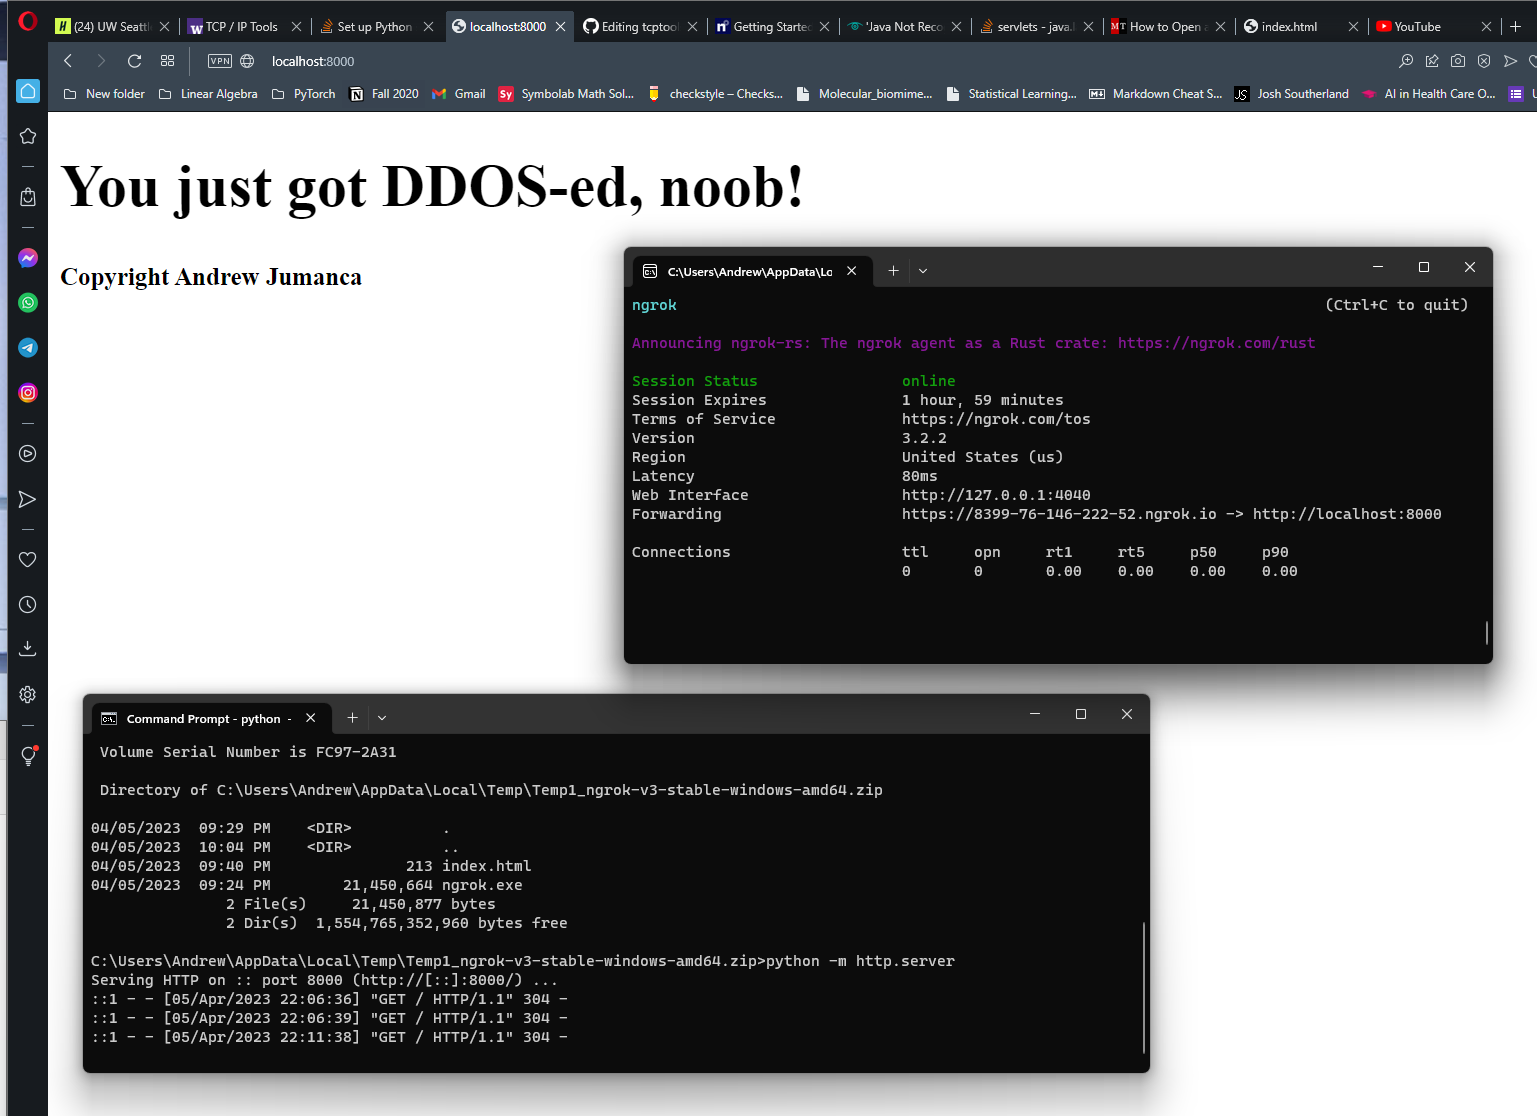 (24) UW Seattl
TCP / IP Tools
Set up Python
localhost:8000
Editing tcptool
Getting Started
'Java Not Reco
servlets - java.l
How to Open a
index.html
YouTube
VPN
localhost:8000
New folder
Linear Algebra
PyTorch
Fall 2020
Gmail
Symbolab Math Sol...
checkstyle – Checks...
Molecular_biomime...
Statistical Learning...
Markdown Cheat S...
Josh Southerland
AI in Health Care O...
You just got DDOS-ed, noob!
Copyright Andrew Jumanca
C:\Users\Andrew\AppData\Lo
ngrok (Ctrl+C to quit)
Announcing ngrok-rs: The ngrok agent as a Rust crate: https://ngrok.com/rust
Session Status online
Session Expires 1 hour, 59 minutes
Terms of Service https://ngrok.com/tos
Version 3.2.2
Region United States (us)
Latency 80ms
Web Interface http://127.0.0.1:4040
Forwarding https://8399-76-146-222-52.ngrok.io -> http://localhost:8000
Connections ttl opn rt1 rt5 p50 p90
0 0 0.00 0.00 0.00 0.00
Command Prompt - python -
Volume Serial Number is FC97-2A31
Directory of C:\Users\Andrew\AppData\Local\Temp\Temp1_ngrok-v3-stable-windows-amd64.zip
04/05/2023 09:29 PM <DIR> .
04/05/2023 10:04 PM <DIR> ..
04/05/2023 09:40 PM 213 index.html
04/05/2023 09:24 PM 21,450,664 ngrok.exe
2 File(s) 21,450,877 bytes
2 Dir(s) 1,554,765,352,960 bytes free
C:\Users\Andrew\AppData\Local\Temp\Temp1_ngrok-v3-stable-windows-amd64.zip>python -m http.server
Serving HTTP on :: port 8000 (http://[::]:8000/) ...
::1 - - [05/Apr/2023 22:06:36] "GET / HTTP/1.1" 304 -
::1 - - [05/Apr/2023 22:06:39] "GET / HTTP/1.1" 304 -
::1 - - [05/Apr/2023 22:11:38] "GET / HTTP/1.1" 304 -